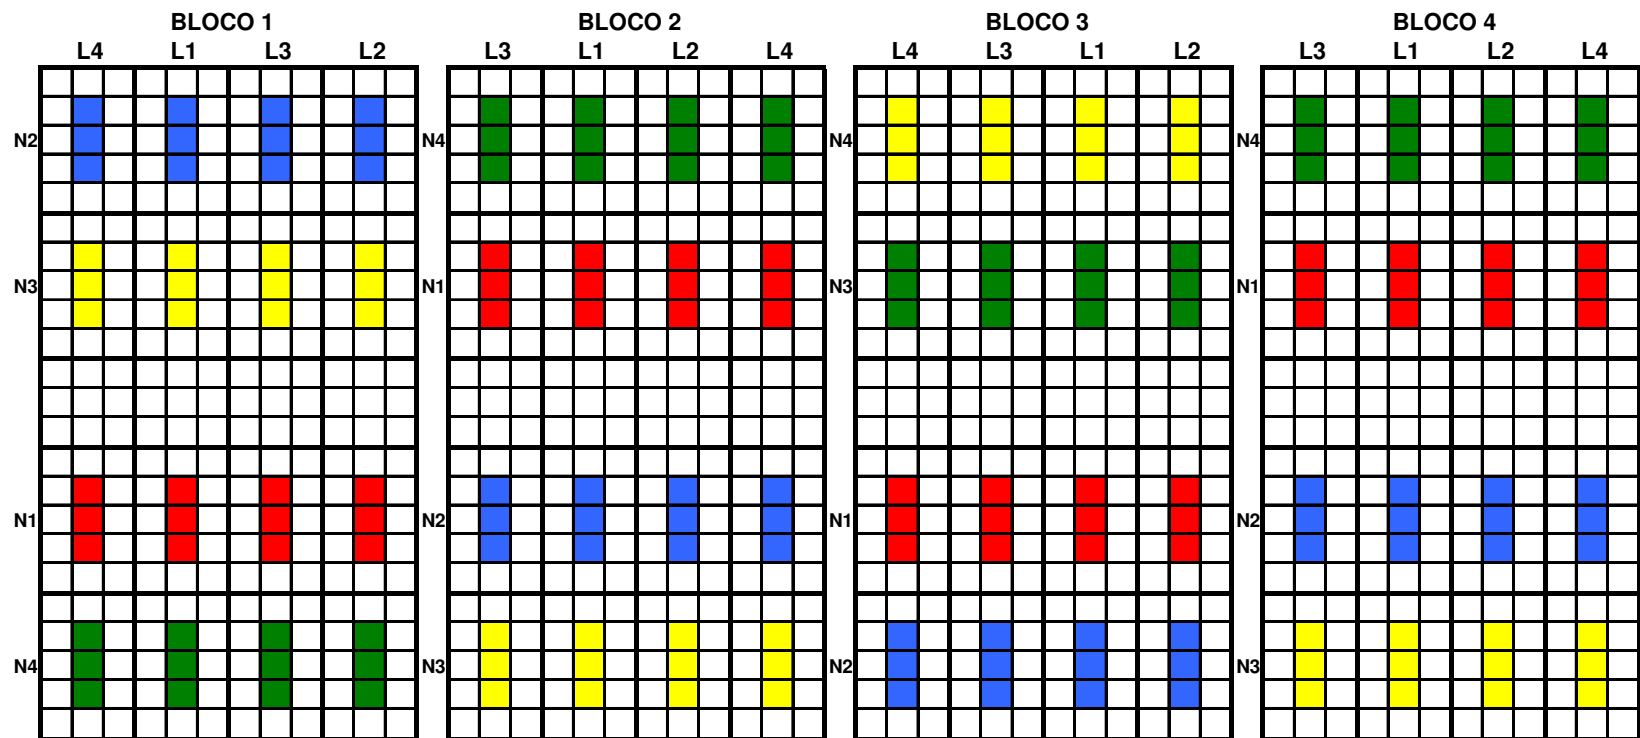 BLOCO 1 BLOCO 2 BLOCO 3 BLOCO 4
L4 L1 L3 L2 L3 L1 L2 L4 L4 L3 L1 L2 L3 L1 L2 L4
N2 N4 N4 N4
N3 N1 N3 N1
N1 N2 N1 N2
N4 N3 N2 N3